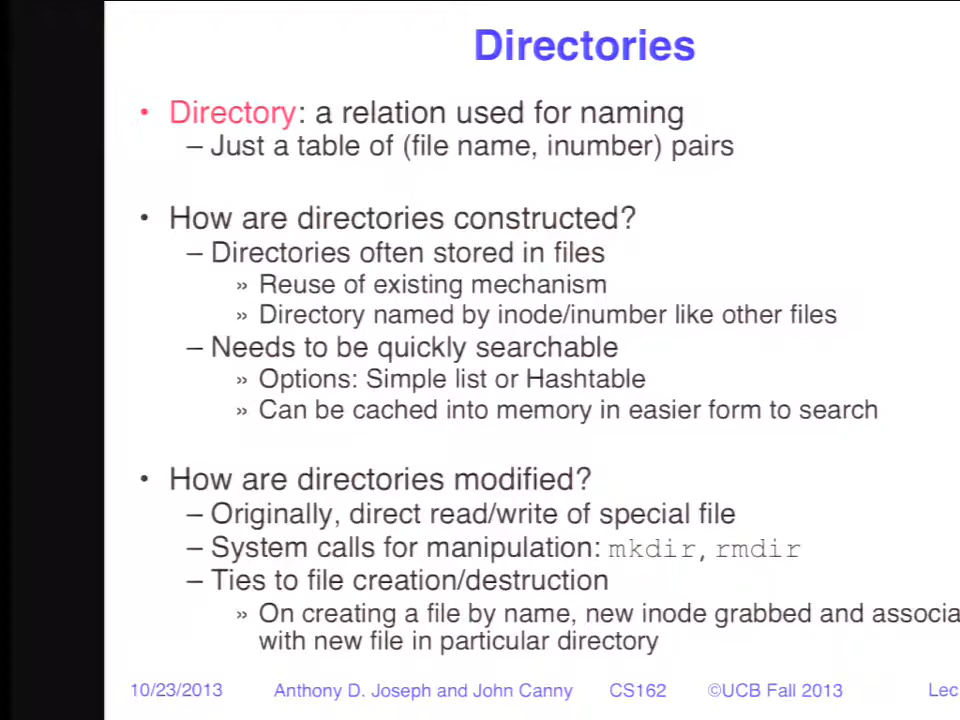 Directories
• Directory: a relation used for naming
– Just a table of (file name, inumber) pairs
• How are directories constructed?
– Directories often stored in files
» Reuse of existing mechanism
» Directory named by inode/inumber like other files
– Needs to be quickly searchable
» Options: Simple list or Hashtable
» Can be cached into memory in easier form to search
• How are directories modified?
– Originally, direct read/write of special file
– System calls for manipulation: mkdir, rmdir
– Ties to file creation/destruction
» On creating a file by name, new inode grabbed and associa
with new file in particular directory
10/23/2013 Anthony D. Joseph and John Canny CS162 ©UCB Fall 2013 Lec